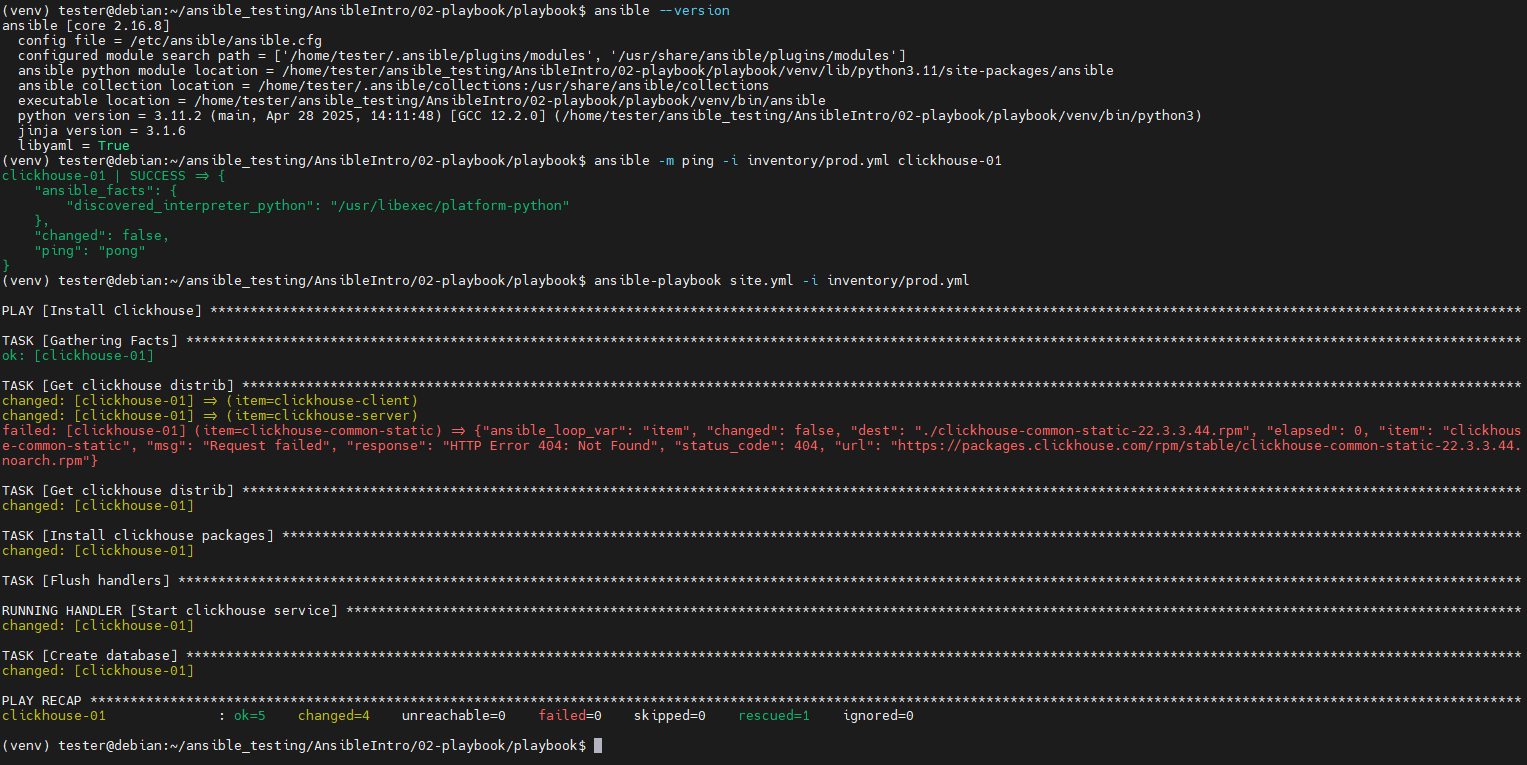 (venv) tester@debian:~/ansible_testing/AnsibleIntro/02-playbook/playbook$ ansible --version
ansible [core 2.16.8]
  config file = /etc/ansible/ansible.cfg
  configured module search path = ['/home/tester/.ansible/plugins/modules', '/usr/share/ansible/plugins/modules']
  ansible python module location = /home/tester/ansible_testing/AnsibleIntro/02-playbook/playbook/venv/lib/python3.11/site-packages/ansible
  ansible collection location = /home/tester/.ansible/collections:/usr/share/ansible/collections
  executable location = /home/tester/ansible_testing/AnsibleIntro/02-playbook/playbook/venv/bin/ansible
  python version = 3.11.2 (main, Apr 28 2025, 14:11:48) [GCC 12.2.0] (/home/tester/ansible_testing/AnsibleIntro/02-playbook/playbook/venv/bin/python3)
  jinja version = 3.1.6
  libyaml = True
(venv) tester@debian:~/ansible_testing/AnsibleIntro/02-playbook/playbook$ ansible -m ping -i inventory/prod.yml clickhouse-01
clickhouse-01 | SUCCESS => {
    "ansible_facts": {
        "discovered_interpreter_python": "/usr/libexec/platform-python"
    },
    "changed": false,
    "ping": "pong"
}
(venv) tester@debian:~/ansible_testing/AnsibleIntro/02-playbook/playbook$ ansible-playbook site.yml -i inventory/prod.yml
PLAY [Install Clickhouse] ********************************************************************************************************************************************************************
TASK [Gathering Facts] ***********************************************************************************************************************************************************************
ok: [clickhouse-01]
TASK [Get clickhouse distrib] ****************************************************************************************************************************************************************
changed: [clickhouse-01] => (item=clickhouse-client)
changed: [clickhouse-01] => (item=clickhouse-server)
failed: [clickhouse-01] (item=clickhouse-common-static) => {"ansible_loop_var": "item", "changed": false, "dest": "./clickhouse-common-static-22.3.3.44.rpm", "elapsed": 0, "item": "clickhous
e-common-static", "msg": "Request failed", "response": "HTTP Error 404: Not Found", "status_code": 404, "url": "https://packages.clickhouse.com/rpm/stable/clickhouse-common-static-22.3.3.44.
noarch.rpm"}
TASK [Get clickhouse distrib] ****************************************************************************************************************************************************************
changed: [clickhouse-01]
TASK [Install clickhouse packages] ***********************************************************************************************************************************************************
changed: [clickhouse-01]
TASK [Flush handlers] ************************************************************************************************************************************************************************
RUNNING HANDLER [Start clickhouse service] ***************************************************************************************************************************************************
changed: [clickhouse-01]
TASK [Create database] ***********************************************************************************************************************************************************************
changed: [clickhouse-01]
PLAY RECAP ***********************************************************************************************************************************************************************************
clickhouse-01              : ok=5    changed=4    unreachable=0    failed=0    skipped=0    rescued=1    ignored=0
(venv) tester@debian:~/ansible_testing/AnsibleIntro/02-playbook/playbook$